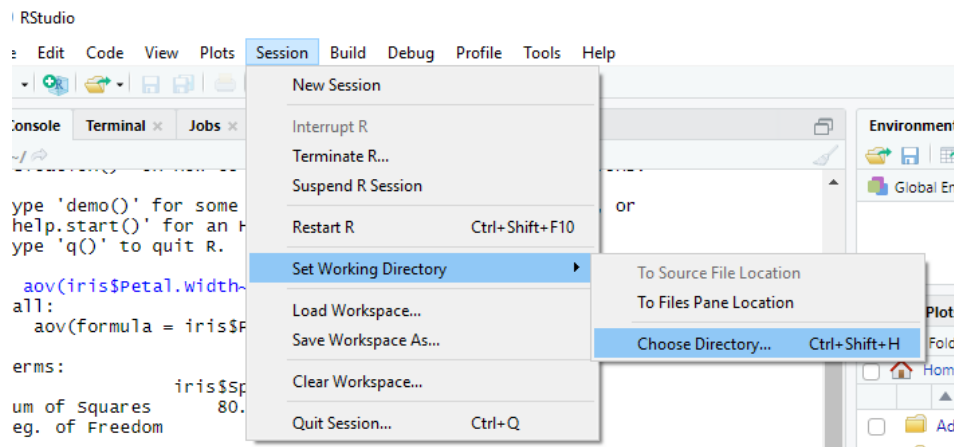 RStudio
e Edit Code View Plots Session Build Debug Profile Tools Help
New Session
Interrupt R
Terminate R...
Suspend R Session
Restart R Ctrl+Shift+F10
Set Working Directory
Load Workspace...
Save Workspace As...
Clear Workspace...
Quit Session... Ctrl+Q
To Source File Location
To Files Pane Location
Choose Directory... Ctrl+Shift+H
Console Terminal Jobs
~/
ype 'demo()' for some , or
help.start()' for an H
ype 'q()' to quit R.
aov(iris$Petal.Width~
all:
aov(formula = iris$P
erms:
iris$Sp
um of Squares 80.
eg. of Freedom
Environmen
Global En
Plot
Fold
Hom
Ad